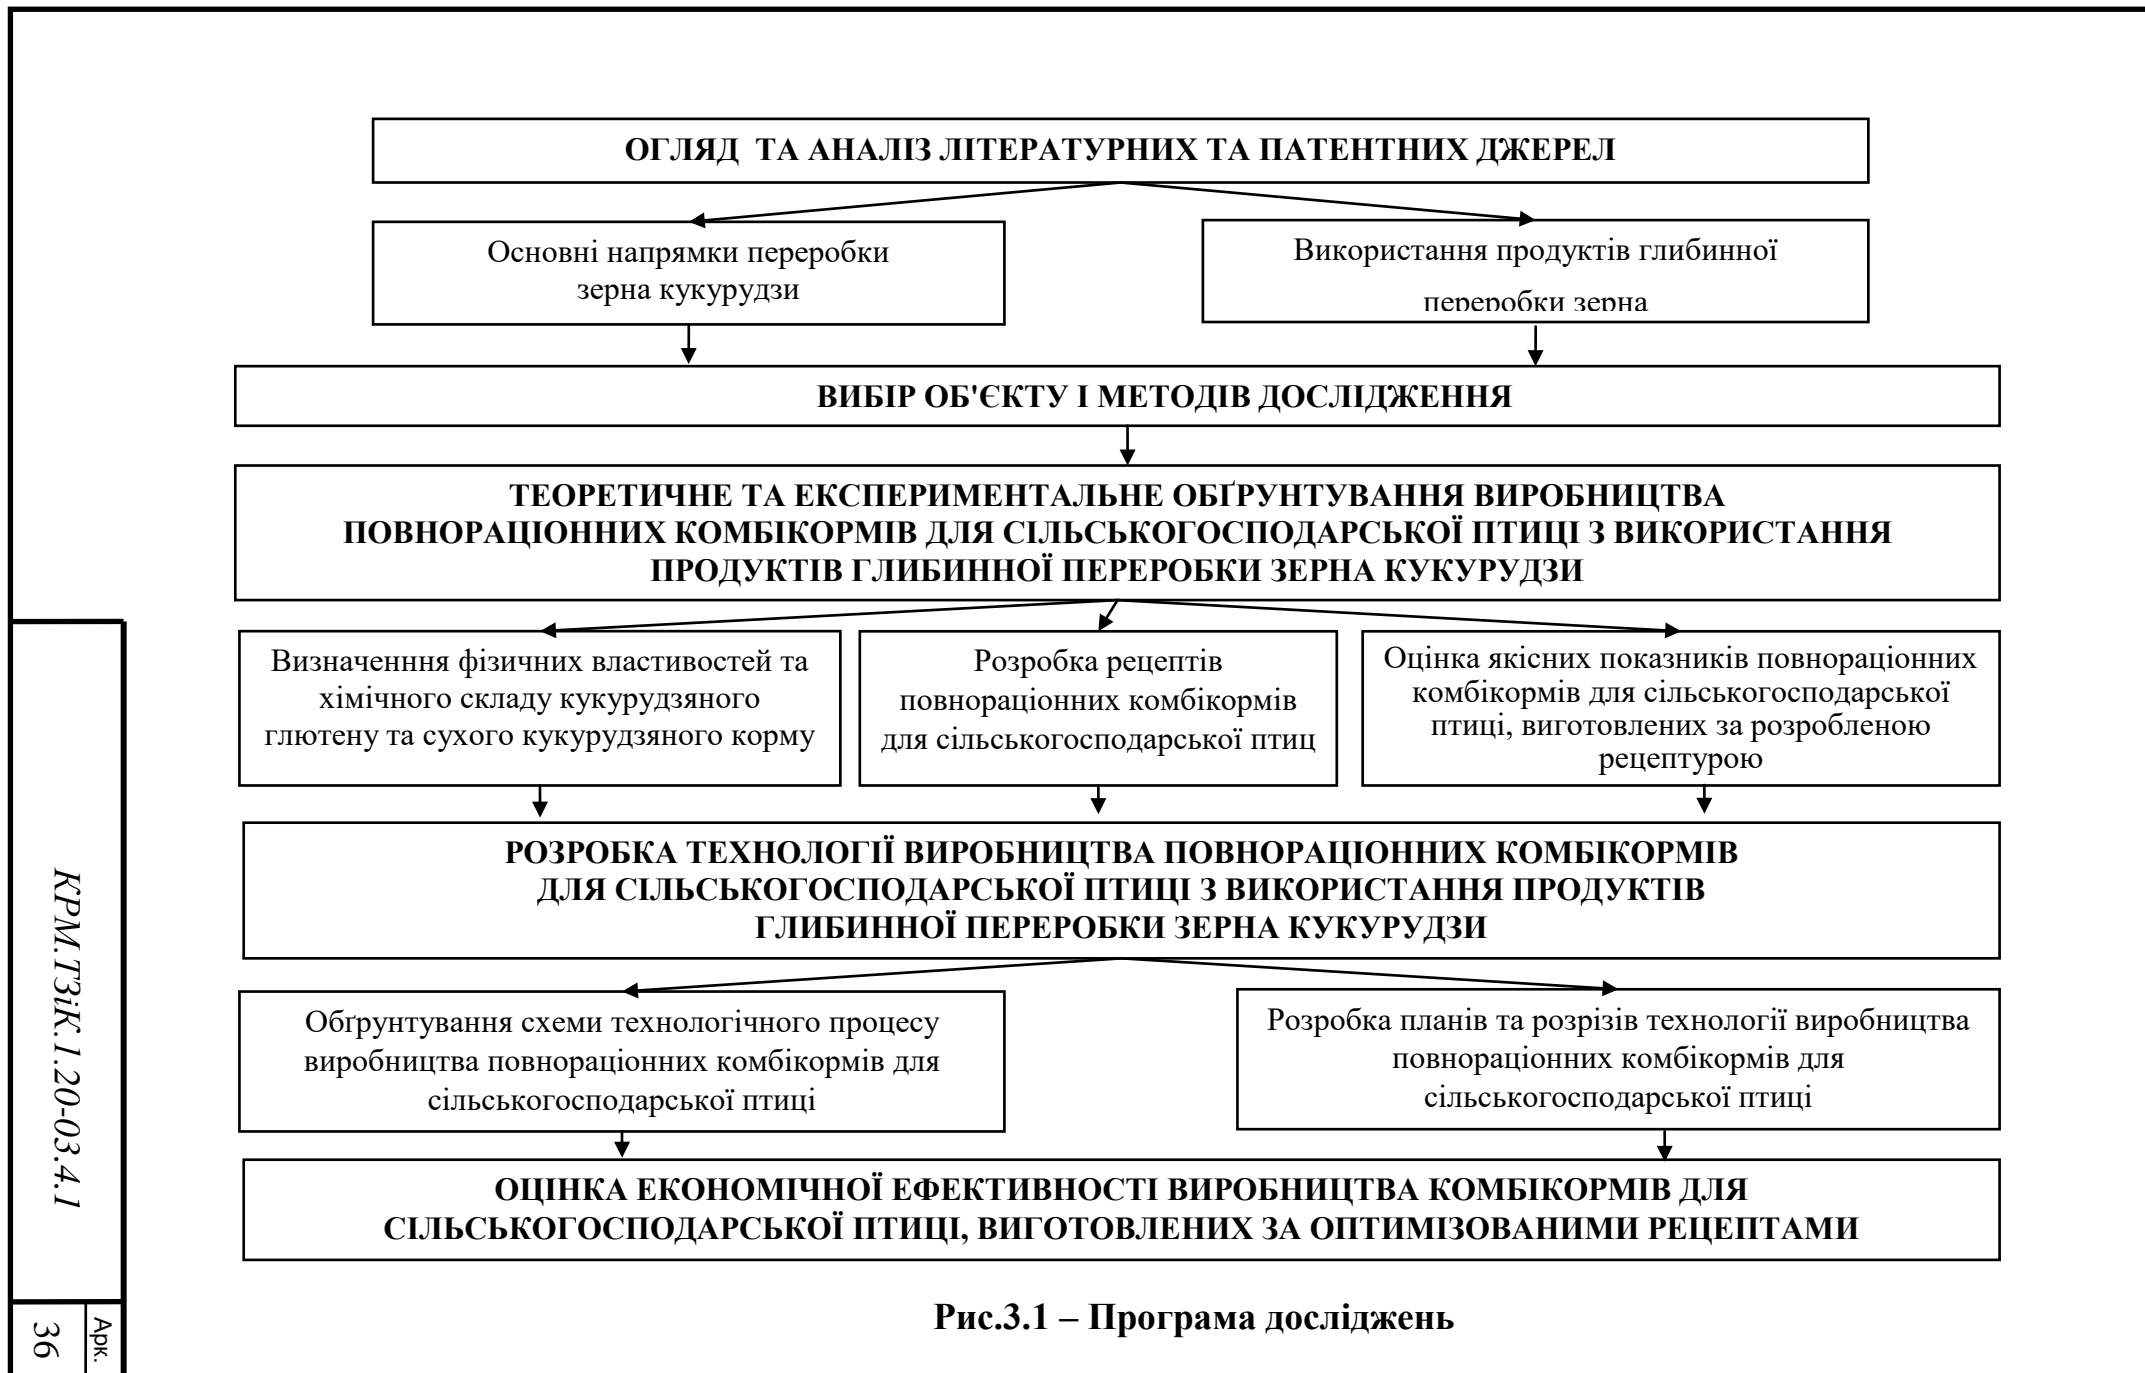 ОГЛЯД ТА АНАЛІЗ ЛІТЕРАТУРНИХ ТА ПАТЕНТНИХ ДЖЕРЕЛ
Основні напрямки переробки
зерна кукурудзи
Використання продуктів глибинної
переробки зерна
ВИБІР ОБ'ЄКТУ І МЕТОДІВ ДОСЛІДЖЕННЯ
ТЕОРЕТИЧНЕ ТА ЕКСПЕРИМЕНТАЛЬНЕ ОБҐРУНТУВАННЯ ВИРОБНИЦТВА
ПОВНОРАЦІОННИХ КОМБІКОРМІВ ДЛЯ СІЛЬСЬКОГОСПОДАРСЬКОЇ ПТИЦІ З ВИКОРИСТАННЯ
ПРОДУКТІВ ГЛИБИННОЇ ПЕРЕРОБКИ ЗЕРНА КУКУРУДЗИ
Визначенння фізичних властивостей та
хімічного складу кукурудзяного
глютену та сухого кукурудзяного корму
Розробка рецептів
повнораціонних комбікормів
для сільськогосподарської птиц
Оцінка якісних показників повнораціонних
комбікормів для сільськогосподарської
птиці, виготовлених за розробленою
рецептурою
РОЗРОБКА ТЕХНОЛОГІЇ ВИРОБНИЦТВА ПОВНОРАЦІОННИХ КОМБІКОРМІВ
ДЛЯ СІЛЬСЬКОГОСПОДАРСЬКОЇ ПТИЦІ З ВИКОРИСТАННЯ ПРОДУКТІВ
ГЛИБИННОЇ ПЕРЕРОБКИ ЗЕРНА КУКУРУДЗИ
Обґрунтування схеми технологічного процесу
виробництва повнораціонних комбікормів для
сільськогосподарської птиці
Розробка планів та розрізів технології виробництва
повнораціонних комбікормів для
сільськогосподарської птиці
ОЦІНКА ЕКОНОМІЧНОЇ ЕФЕКТИВНОСТІ ВИРОБНИЦТВА КОМБІКОРМІВ ДЛЯ
СІЛЬСЬКОГОСПОДАРСЬКОЇ ПТИЦІ, ВИГОТОВЛЕНИХ ЗА ОПТИМІЗОВАНИМИ РЕЦЕПТАМИ
Рис.3.1 – Програма досліджень
КРМ.ТЗіК.1.20-03.4.1
Арк.
36